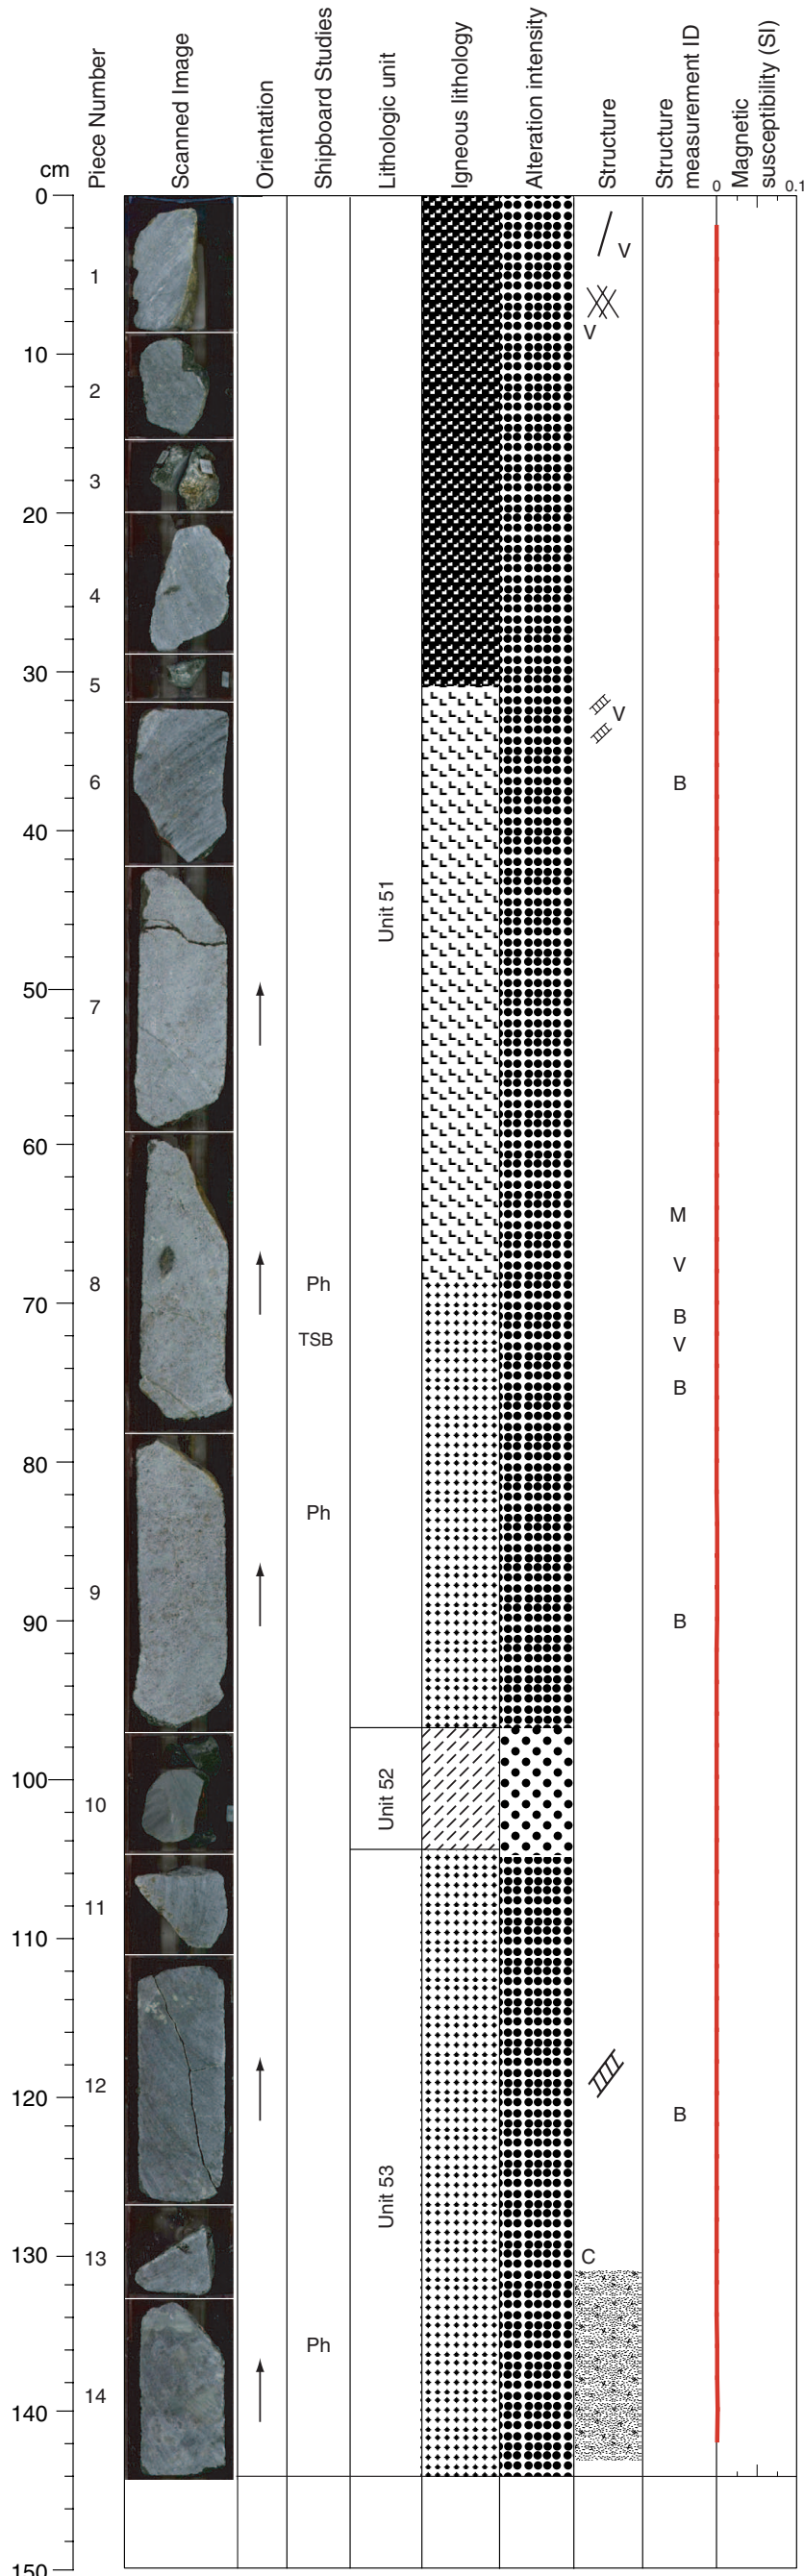 cm
Piece Number
Scanned Image
Orientation
Shipboard Studies
Lithologic unit
Igneous lithology
Alteration intensity
Structure
Structure
measurement ID
Magnetic
susceptibility (SI)
0
0.1
0
V
1
V
10
2
3
20
4
30
5
V
6
B
40
Unit 51
50
7
60
M
V
8
Ph
70
B
TSB
V
B
80
Ph
9
B
90
100
Unit 52
10
11
110
12
120
B
Unit 53
130
13
C
Ph
14
140
150